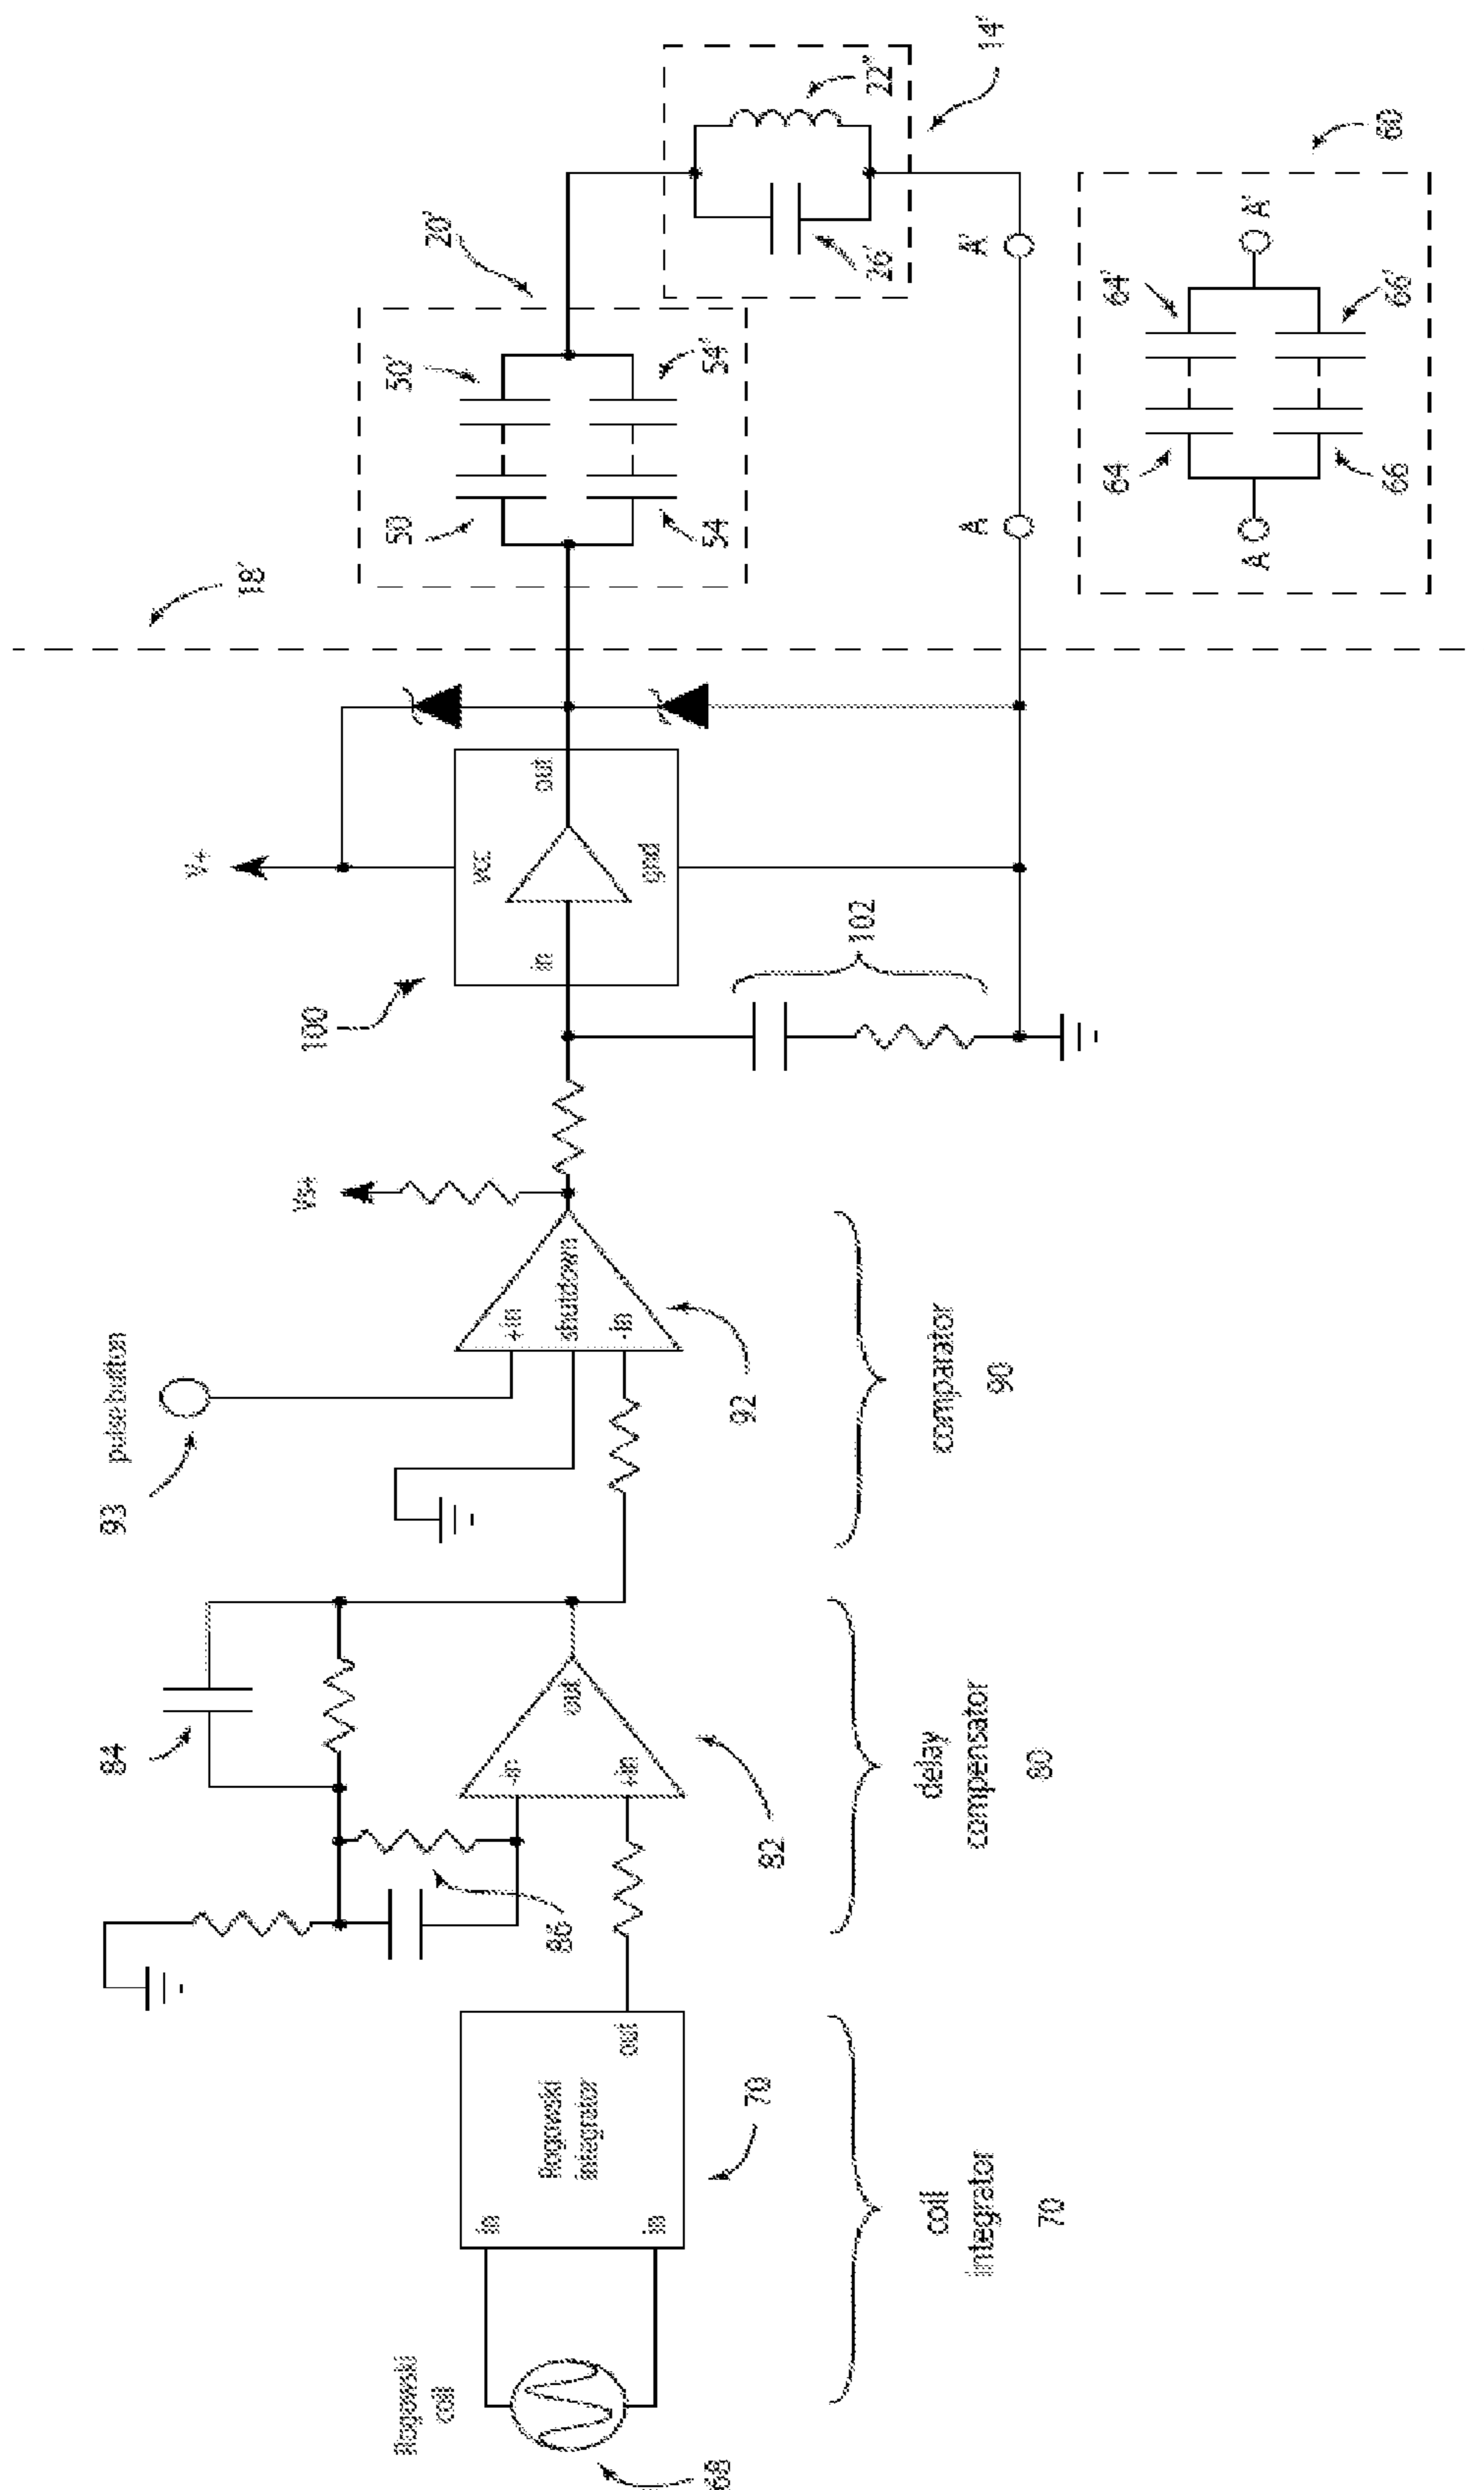 Rogowski
coil
68
in
in
Rogowski
integrator
out
70
coil
integrator
70
84
86
-in
+in
out
82
delay
compensator
80
93
pulse button
+in
shutdown
-in
92
comparator
90
Vs+
100
V+
in
vcc
out
gnd
102
18'
20'
50
50'
54
54'
14'
22"
26'
A
A'
60
A
A'
64
64'
66
66'